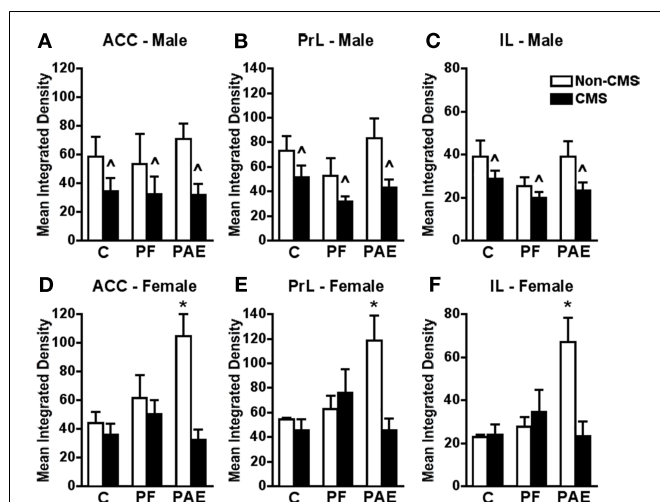 A ACC - Male
Mean Integrated Density
120
100
80
60
40
20
0
^ ^ ^
C PF PAE
B PrL - Male
Mean Integrated Density
140
120
100
80
60
40
20
0
^ ^ ^
C PF PAE
C IL - Male
Mean Integrated Density
80
60
40
20
0
^ ^ ^
C PF PAE
Non-CMS
CMS
D ACC - Female
Mean Integrated Density
120
100
80
60
40
20
0
*
C PF PAE
E PrL - Female
Mean Integrated Density
140
120
100
80
60
40
20
0
*
C PF PAE
F IL - Female
Mean Integrated Density
80
60
40
20
0
*
C PF PAE